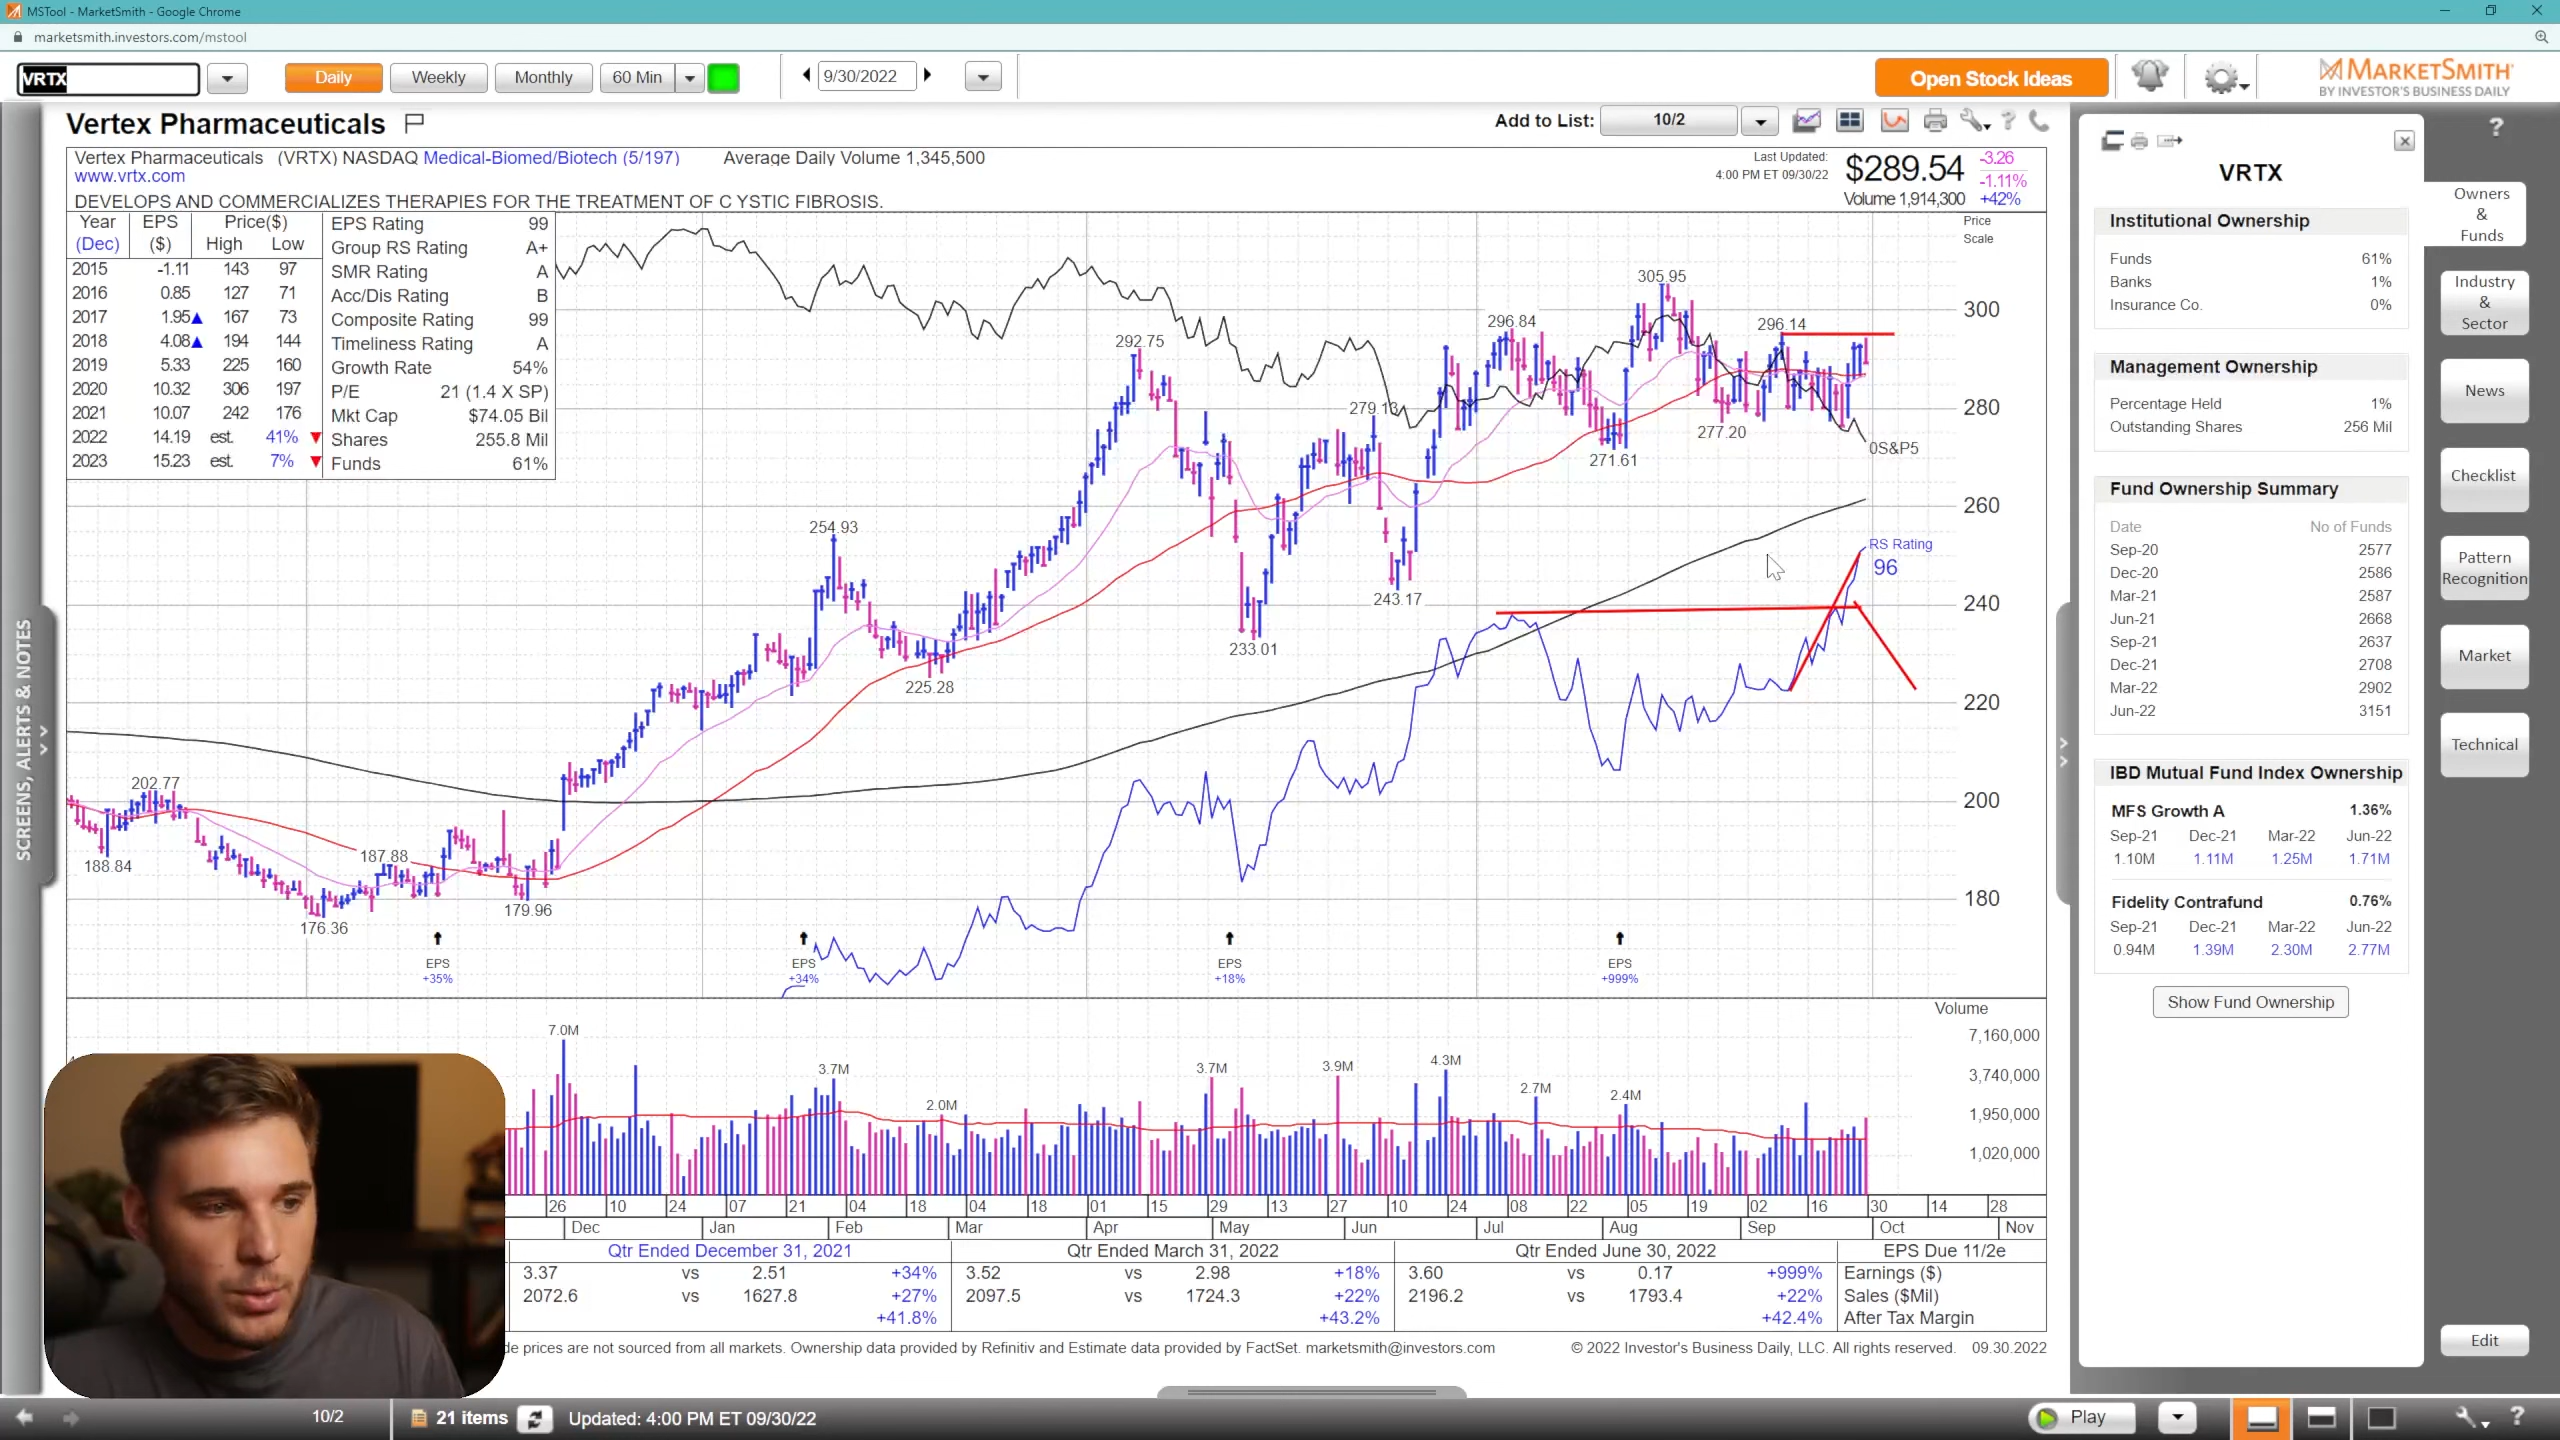 MSTool - MarketSmith - Google Chrome
marketsmith.investors.com/mstool
VRTX
Daily
Weekly
Monthly
60 Min
9/30/2022
Open Stock Ideas
MARKETSMITH
BY INVESTOR'S BUSINESS DAILY
Vertex Pharmaceuticals
Add to List: 10/2
Vertex Pharmaceuticals (VRTX) NASDAQ Medical-Biomed/Biotech (5/197) Average Daily Volume 1,345,500
www.vrtx.com
DEVELOPS AND COMMERCIALIZES THERAPIES FOR THE TREATMENT OF C YSTIC FIBROSIS.
Last Updated:
4:00 PM ET 09/30/22
$289.54
-3.26
-1.11%
Volume 1,914,300 +42%
Year EPS Price($)
(Dec) ($) High Low
2015 -1.11 143 97
2016 0.85 127 71
2017 1.95 167 73
2018 4.08 194 144
2019 5.33 225 160
2020 10.32 306 197
2021 10.07 242 176
2022 14.19 est. 41%
2023 15.23 est. 7%
EPS Rating 99
Group RS Rating A+
SMR Rating A
Acc/Dis Rating B
Composite Rating 99
Timeliness Rating A
Growth Rate 54%
P/E 21 (1.4 X SP)
Mkt Cap $74.05 Bil
Shares 255.8 Mil
Funds 61%
Price
Scale
300
280
260
240
220
200
180
305.95
296.84
296.14
292.75
279.13
277.20
271.61
0S&P5
254.93
243.17
233.01
225.28
RS Rating
96
202.77
188.84
187.88
179.96
176.36
EPS
+35%
EPS
+34%
EPS
+18%
EPS
+999%
Volume
7,160,000
3,740,000
1,950,000
1,020,000
7.0M
3.7M
2.0M
3.7M
3.9M
4.3M
2.7M
2.4M
26 10 24 07 21 04 18 04 18 01 15 29 13 27 10 24 08 22 05 19 02 16 30 14 28
Dec Jan Feb Mar Apr May Jun Jul Aug Sep Oct Nov
Qtr Ended December 31, 2021 Qtr Ended March 31, 2022 Qtr Ended June 30, 2022 EPS Due 11/2e
3.37 vs 2.51 +34% 3.52 vs 2.98 +18% 3.60 vs 0.17 +999% Earnings ($)
2072.6 vs 1627.8 +27% 2097.5 vs 1724.3 +22% 2196.2 vs 1793.4 +22% Sales ($Mil)
+41.8% +43.2% +42.4% After Tax Margin
prices are not sourced from all markets. Ownership data provided by Refinitiv and Estimate data provided by FactSet. marketsmith@investors.com © 2022 Investor's Business Daily, LLC. All rights reserved. 09.30.2022
SCREENS, ALERTS & NOTES
VRTX
Institutional Ownership
Funds 61%
Banks 1%
Insurance Co. 0%
Management Ownership
Percentage Held 1%
Outstanding Shares 256 Mil
Fund Ownership Summary
Date No of Funds
Sep-20 2577
Dec-20 2586
Mar-21 2587
Jun-21 2668
Sep-21 2637
Dec-21 2708
Mar-22 2902
Jun-22 3151
IBD Mutual Fund Index Ownership
MFS Growth A 1.36%
Sep-21 Dec-21 Mar-22 Jun-22
1.10M 1.11M 1.25M 1.71M
Fidelity Contrafund 0.76%
Sep-21 Dec-21 Mar-22 Jun-22
0.94M 1.39M 2.30M 2.77M
Show Fund Ownership
Owners
&
Funds
Industry
&
Sector
News
Checklist
Pattern
Recognition
Market
Technical
Edit
10/2
21 items
Updated: 4:00 PM ET 09/30/22
Play